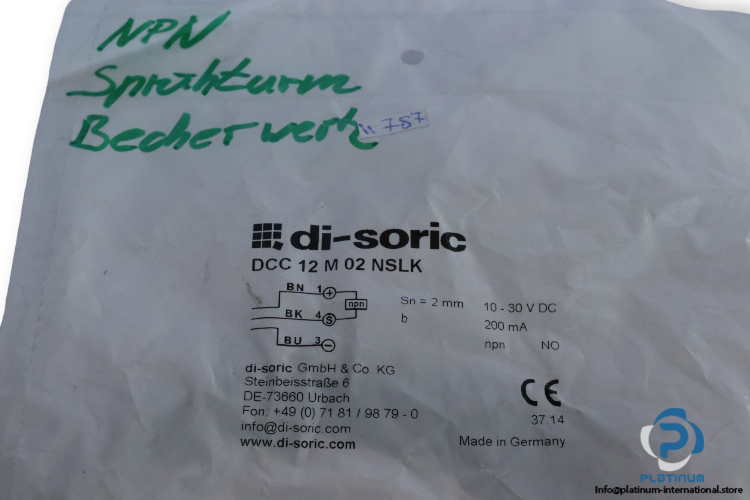 NPN
Sprühturm
Becherwerk
787
di-soric
DCC 12 M 02 NSLK
BN 1 +
npn
BK 4 S
BU 3 −
Sn = 2 mm
b
10 - 30 V DC
200 mA
npn NO
di-soric GmbH & Co. KG
Steinbeisstraße 6
DE-73660 Urbach
Fon: +49 (0) 71 81 / 98 79 - 0
info@di-soric.com
www.di-soric.com
CE
37.14
Made in Germany
PLATINUM
Info@platinum-international.store